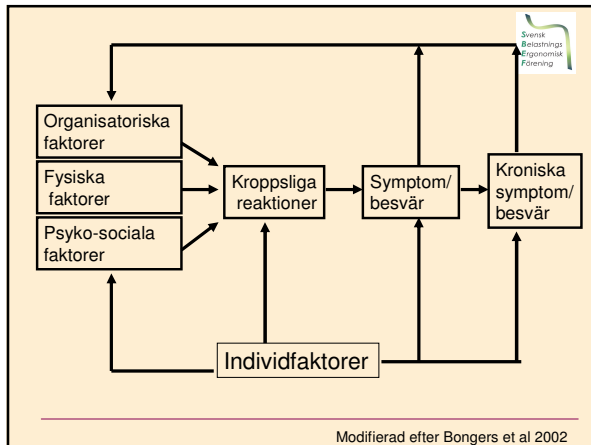 Svensk
Belastnings
Ergonomisk
Förening
Organisatoriska
faktorer
Fysiska
faktorer
Psyko-sociala
faktorer
Kroppsliga
reaktioner
Symptom/
besvär
Kroniska
symptom/
besvär
Individfaktorer
Modifierad efter Bongers et al 2002